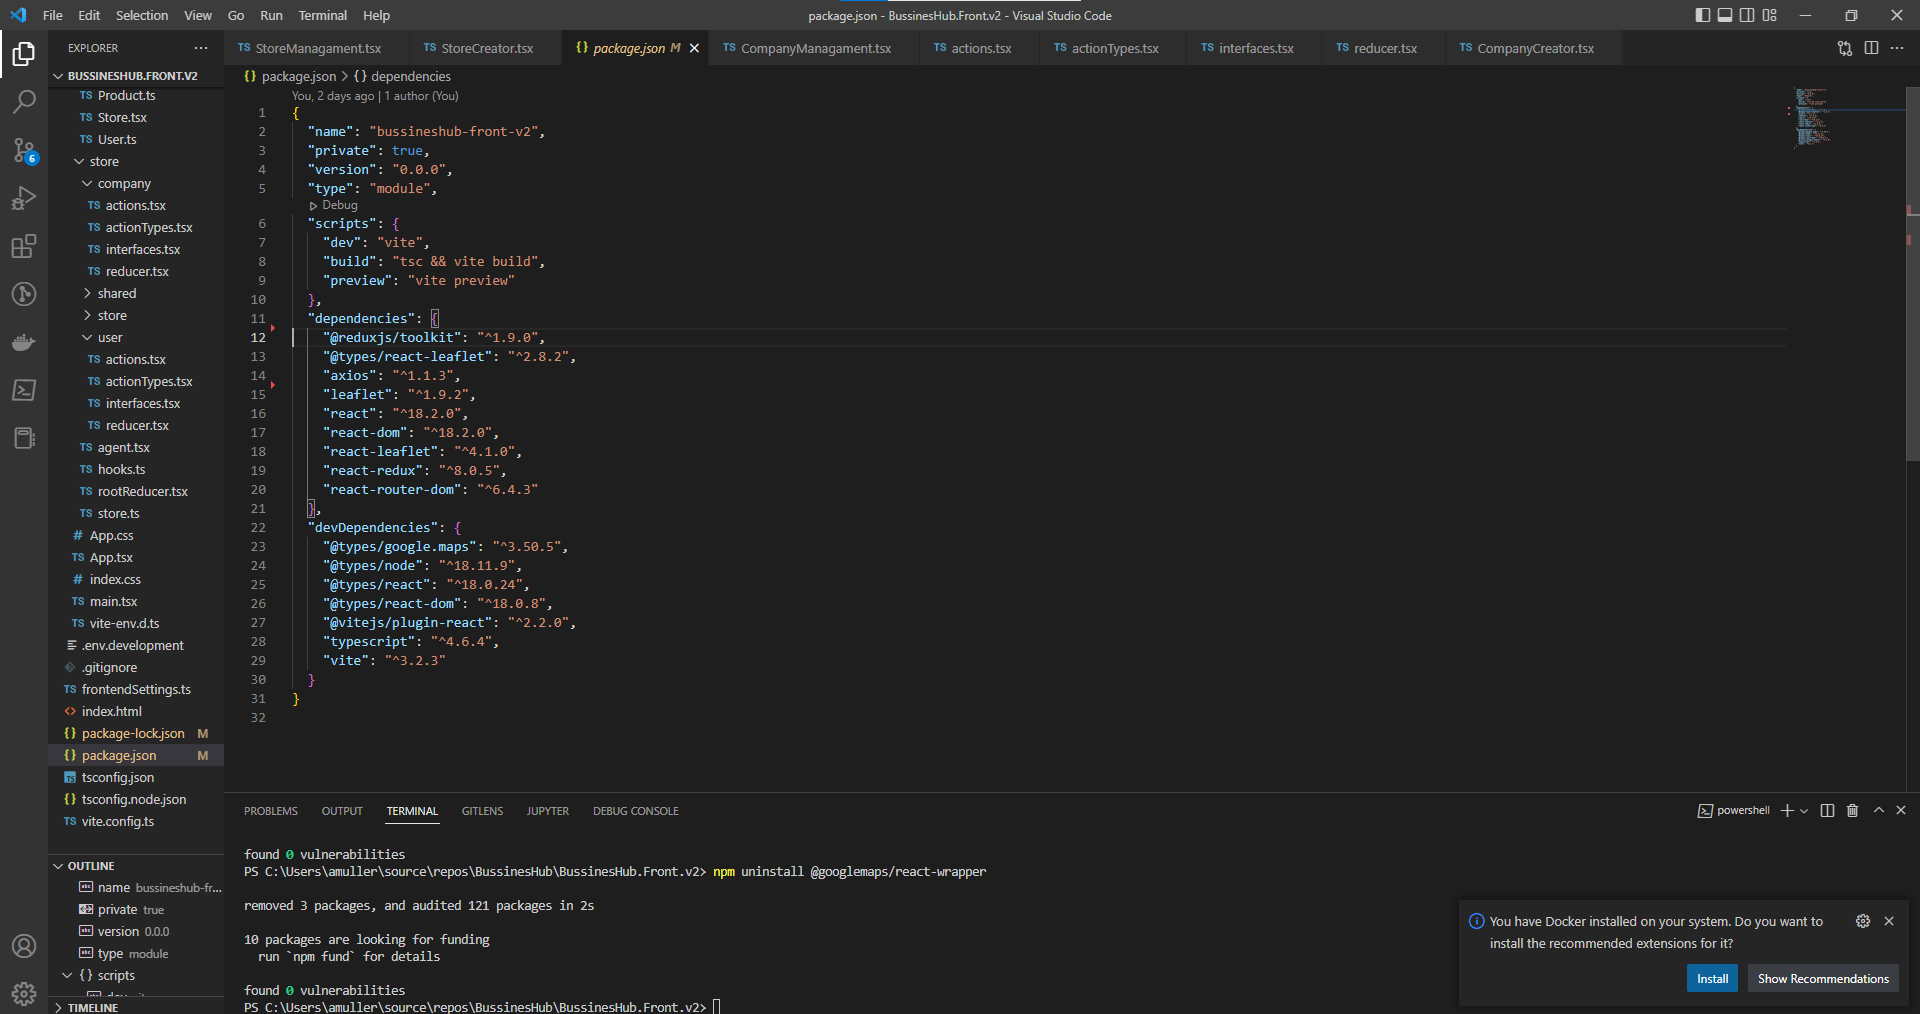 File Edit Selection View Go Run Terminal Help
package.json - BussinesHub.Front.v2 - Visual Studio Code
EXPLORER
StoreManagament.tsx StoreCreator.tsx package.json M CompanyManagament.tsx actions.tsx actionTypes.tsx interfaces.tsx reducer.tsx CompanyCreator.tsx
BUSSINESHUB.FRONT.V2
TS Product.ts
TS Store.tsx
TS User.ts
store
company
TS actions.tsx
TS actionTypes.tsx
TS interfaces.tsx
TS reducer.tsx
shared
store
user
TS actions.tsx
TS actionTypes.tsx
TS interfaces.tsx
TS reducer.tsx
TS agent.tsx
TS hooks.ts
TS rootReducer.tsx
TS store.ts
# App.css
TS App.tsx
# index.css
TS main.tsx
TS vite-env.d.ts
.env.development
.gitignore
TS frontendSettings.ts
<> index.html
{} package-lock.json M
{} package.json M
tsconfig.json
{} tsconfig.node.json
TS vite.config.ts
OUTLINE
name bussineshub-fr...
private true
version 0.0.0
type module
{} scripts
TIMELINE
6
{} package.json > {} dependencies
You, 2 days ago | 1 author (You)
1 {
2 "name": "bussineshub-front-v2",
3 "private": true,
4 "version": "0.0.0",
5 "type": "module",
Debug
6 "scripts": {
7 "dev": "vite",
8 "build": "tsc && vite build",
9 "preview": "vite preview"
10 },
11 "dependencies": {
12 "@reduxjs/toolkit": "^1.9.0",
13 "@types/react-leaflet": "^2.8.2",
14 "axios": "^1.1.3",
15 "leaflet": "^1.9.2",
16 "react": "^18.2.0",
17 "react-dom": "^18.2.0",
18 "react-leaflet": "^4.1.0",
19 "react-redux": "^8.0.5",
20 "react-router-dom": "^6.4.3"
21 },
22 "devDependencies": {
23 "@types/google.maps": "^3.50.5",
24 "@types/node": "^18.11.9",
25 "@types/react": "^18.0.24",
26 "@types/react-dom": "^18.0.8",
27 "@vitejs/plugin-react": "^2.2.0",
28 "typescript": "^4.6.4",
29 "vite": "^3.2.3"
30 }
31 }
32
PROBLEMS OUTPUT TERMINAL GITLENS JUPYTER DEBUG CONSOLE
powershell
found 0 vulnerabilities
PS C:\Users\amuller\source\repos\BussinesHub\BussinesHub.Front.v2> npm uninstall @googlemaps/react-wrapper
removed 3 packages, and audited 121 packages in 2s
10 packages are looking for funding
run `npm fund` for details
found 0 vulnerabilities
PS C:\Users\amuller\source\repos\BussinesHub\BussinesHub.Front.v2>
You have Docker installed on your system. Do you want to
install the recommended extensions for it?
Install Show Recommendations